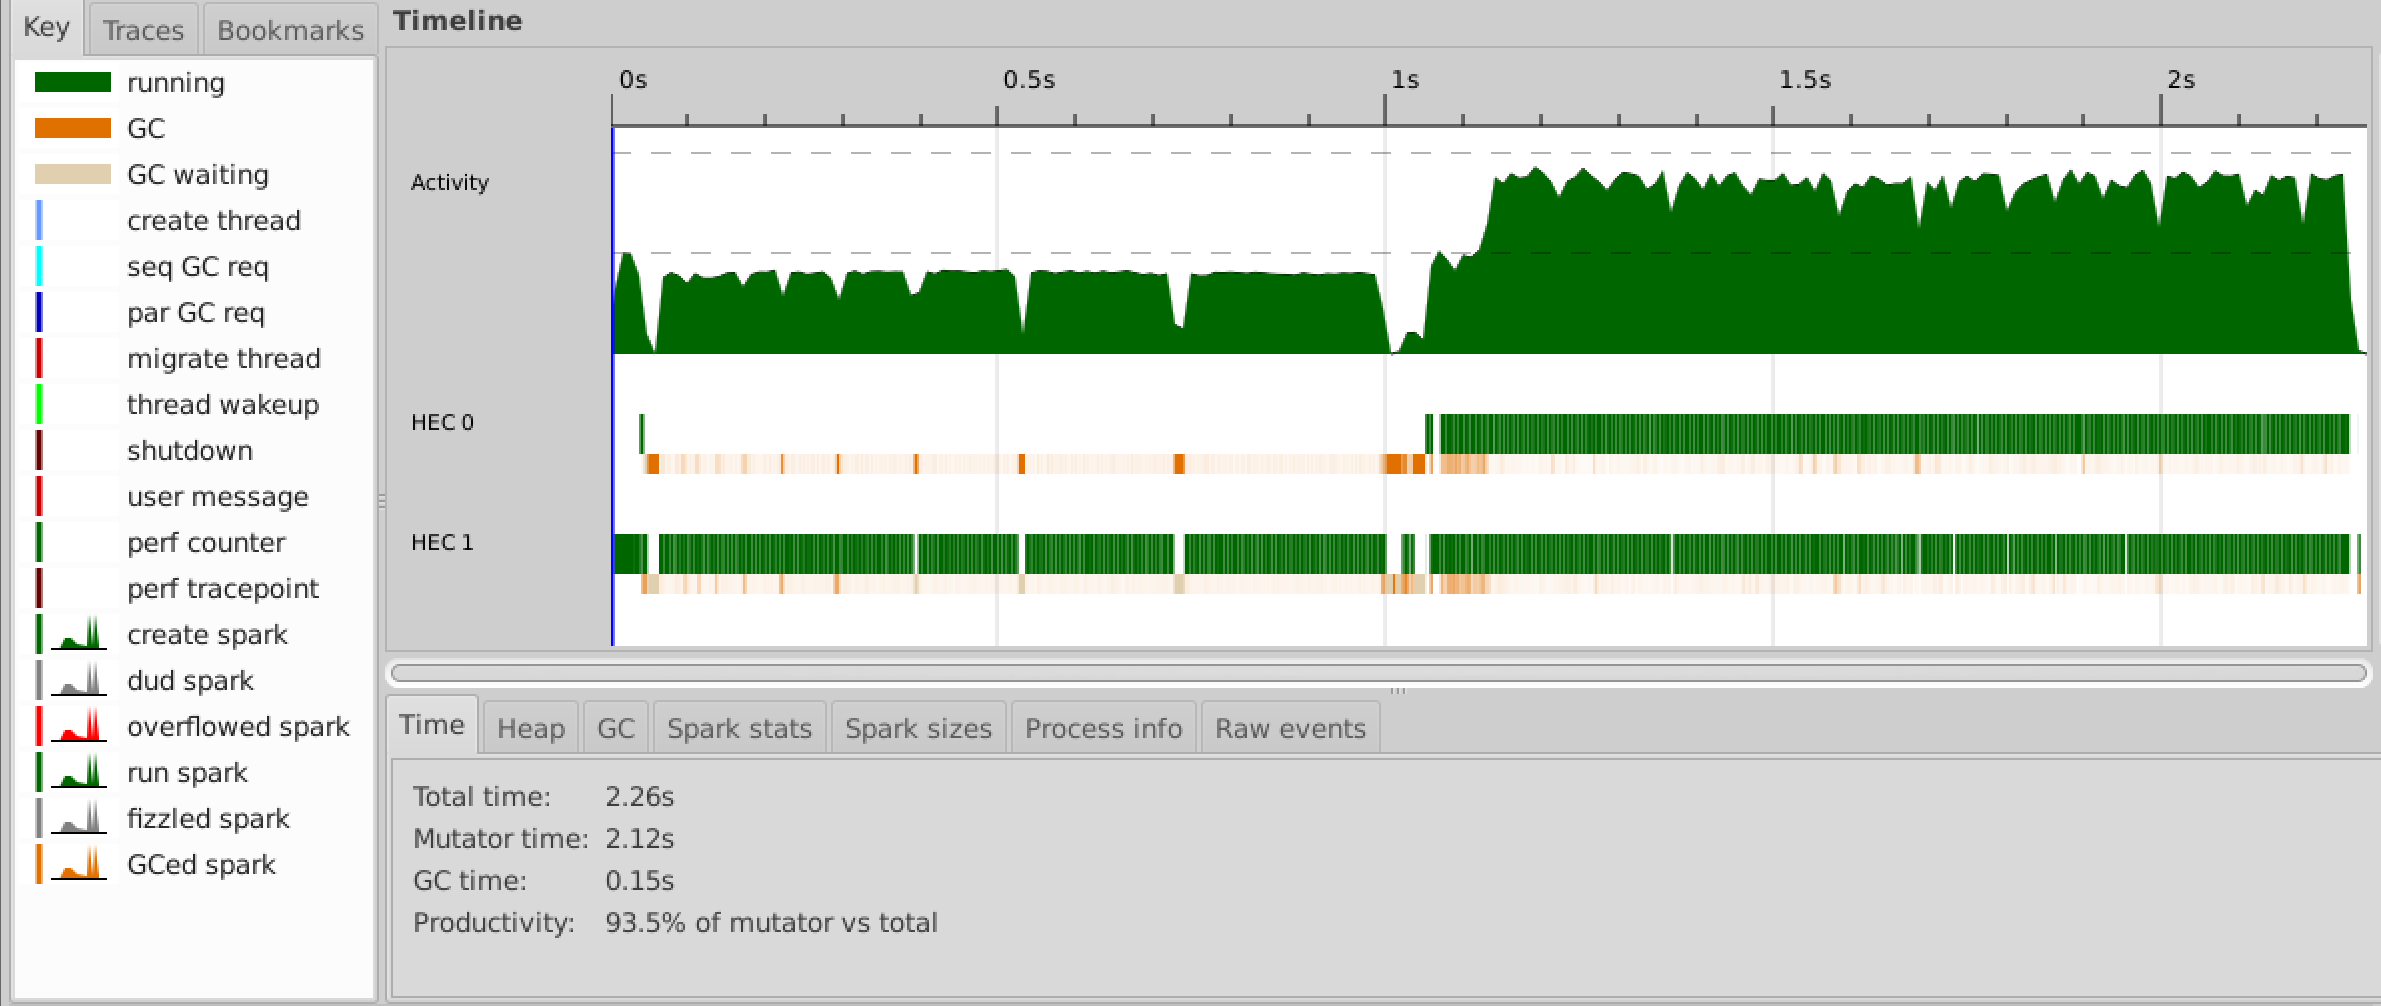 Key Traces Bookmarks
running
GC
GC waiting
create thread
seq GC req
par GC req
migrate thread
thread wakeup
shutdown
user message
perf counter
perf tracepoint
create spark
dud spark
overflowed spark
run spark
fizzled spark
GCed spark
Timeline
0s 0.5s 1s 1.5s 2s
Activity
HEC 0
HEC 1
Time Heap GC Spark stats Spark sizes Process info Raw events
Total time: 2.26s
Mutator time: 2.12s
GC time: 0.15s
Productivity: 93.5% of mutator vs total